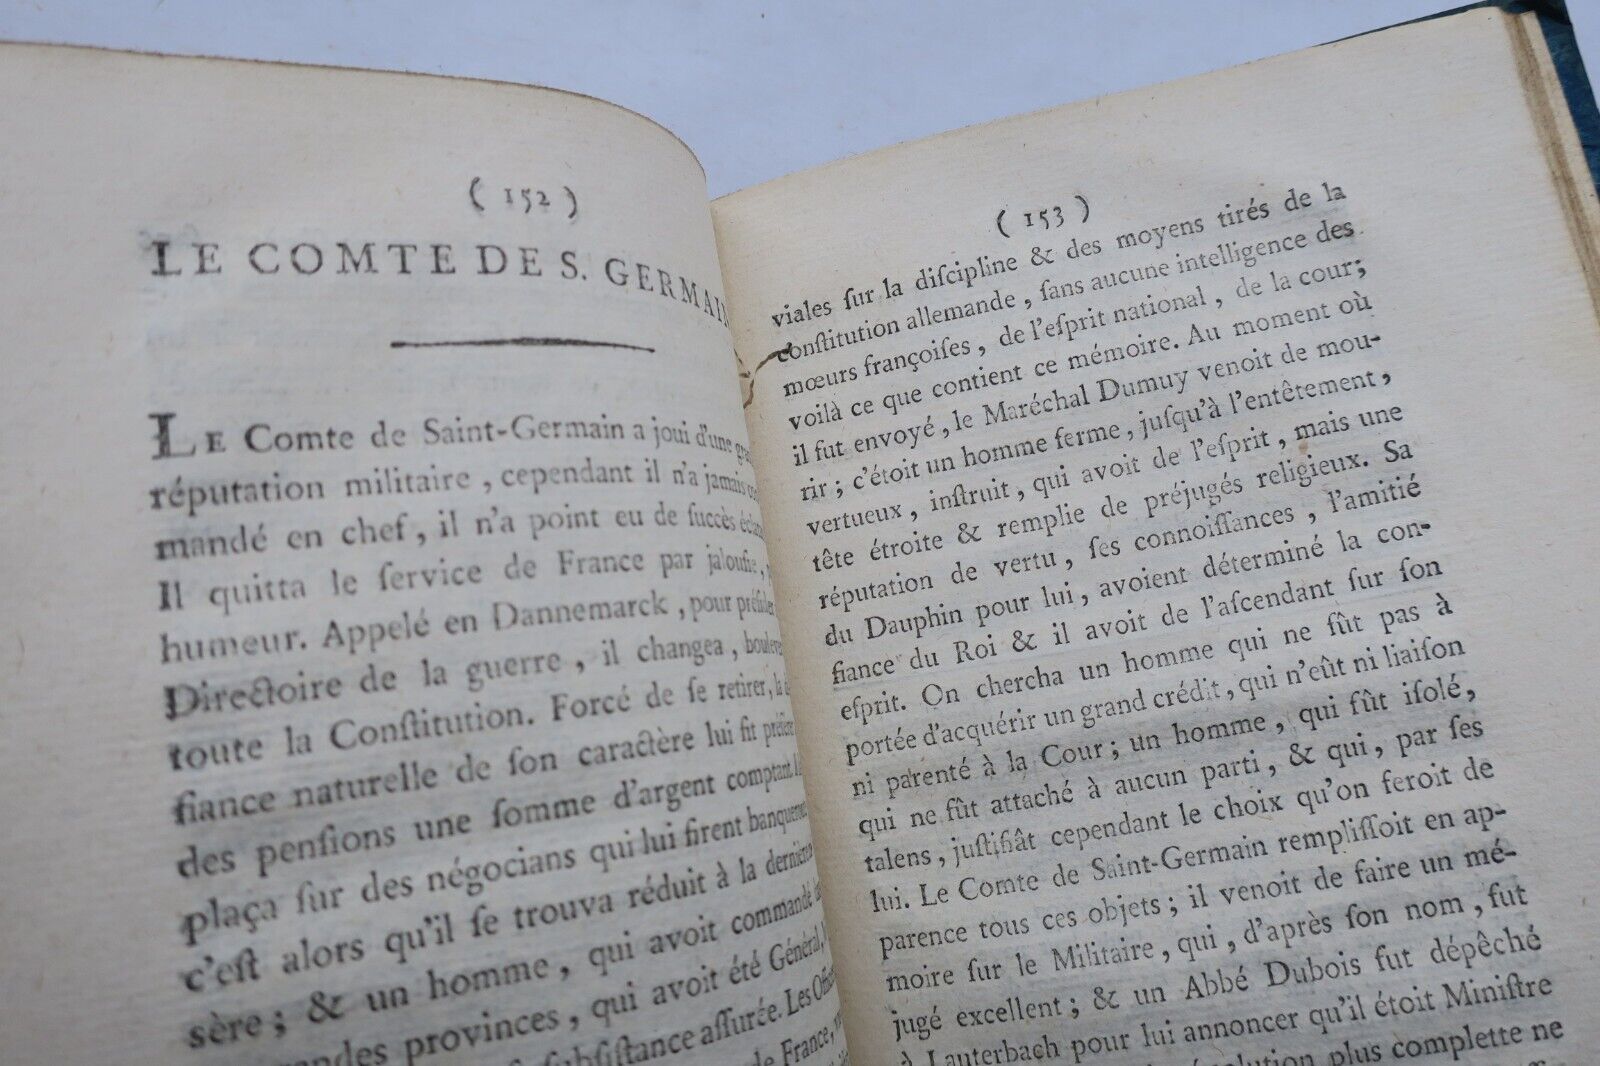 ( 152 )
LE COMTE DE S. GERMAIN
LE Comte de Saint-Germain a joui d'une
réputation militaire , cependant il n'a jamais
mandé en chef , il n'a point eu de ſuccès
Il quitta le ſervice de France par jalouſie,
humeur. Appelé en Dannemarck , pour
Directoire de la guerre , il changea ,
toute la Conſtitution. Forcé de ſe retirer,
fiance naturelle de ſon caractère lui fit
des penſions une ſomme d'argent comptant.
plaça ſur des négocians qui lui firent
c'eſt alors qu'il ſe trouva réduit à la
sère ; & un homme , qui avoit commandé
provinces , qui avoit été Général,
ſubſiſtance aſſurée. Les
de France,
( 153 )
viales ſur la diſcipline & des moyens tirés de la
conſtitution allemande , ſans aucune intelligence des
mœurs françoiſes , de l'eſprit national , de la cour;
voilà ce que contient ce mémoire. Au moment où
il fut envoyé , le Maréchal Dumuy venoit de mou-
rir ; c'étoit un homme ferme , juſqu'à l'entêtement,
vertueux , inſtruit , qui avoit de l'eſprit , mais une
tête étroite & remplie de préjugés religieux. Sa
réputation de vertu , ſes connoiſſances , l'amitié
du Dauphin pour lui , avoient déterminé la con-
fiance du Roi & il avoit de l'aſcendant ſur ſon
eſprit. On chercha un homme qui ne fût pas à
portée d'acquérir un grand crédit , qui n'eût ni liaiſon
ni parenté à la Cour ; un homme , qui fût iſolé,
qui ne fût attaché à aucun parti , & qui , par ſes
talens , juſtifiât cependant le choix qu'on feroit de
lui. Le Comte de Saint-Germain rempliſſoit en ap-
parence tous ces objets ; il venoit de faire un mé-
moire ſur le Militaire , qui , d'après ſon nom , fut
jugé excellent ; & un Abbé Dubois fut dépêché
à Lauterbach pour lui annoncer qu'il étoit Miniſtre
plus complette ne